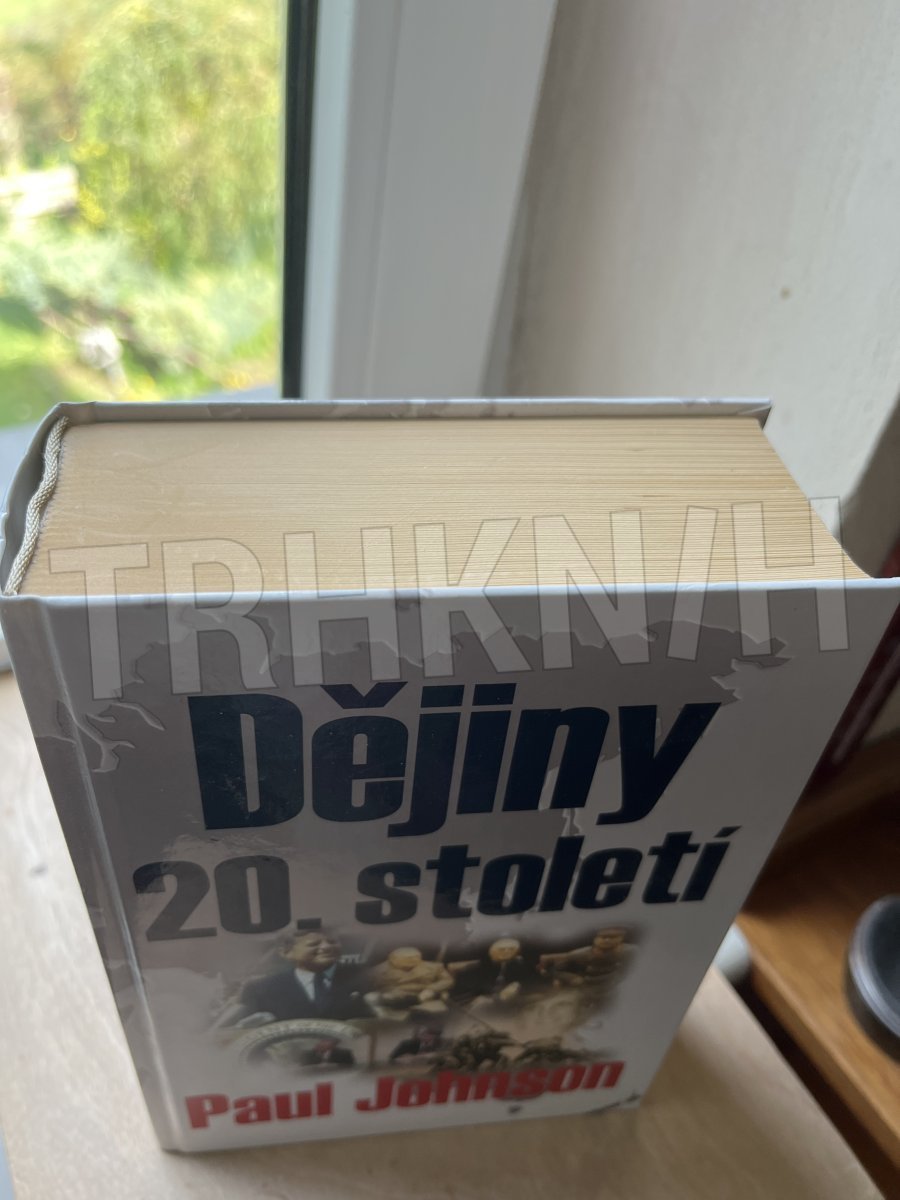 TRHKNIH
Dějiny
20. století
Paul Johnson